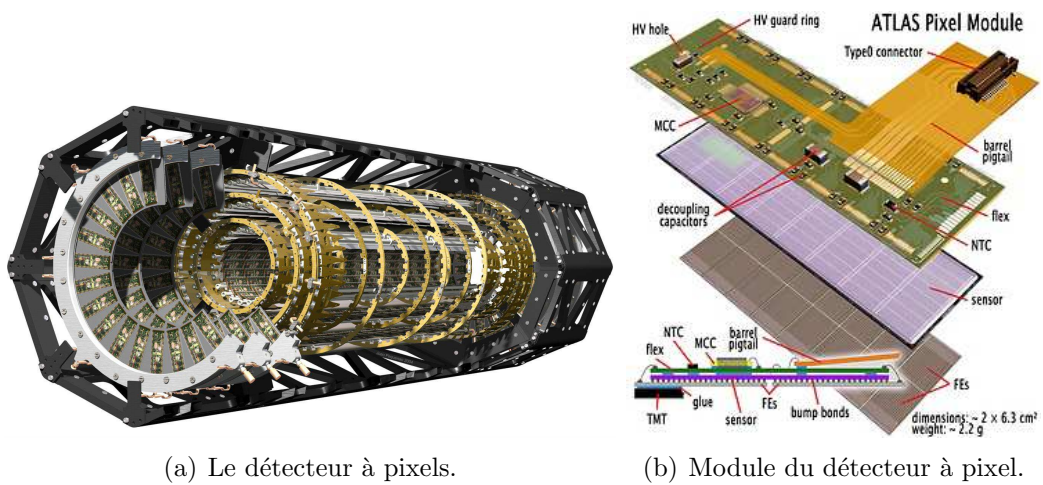 ATLAS Pixel Module
HV guard ring
HV hole
Type0 connector
MCC
barrel
pigtail
decoupling
capacitors
flex
NTC
sensor
barrel
pigtail
NTC
MCC
flex
FEs
glue
FEs
TMT
sensor
bump bonds
dimensions: ~ 2 × 6.3 cm²
weight: ~ 2.2 g
(a) Le détecteur à pixels.
(b) Module du détecteur à pixel.